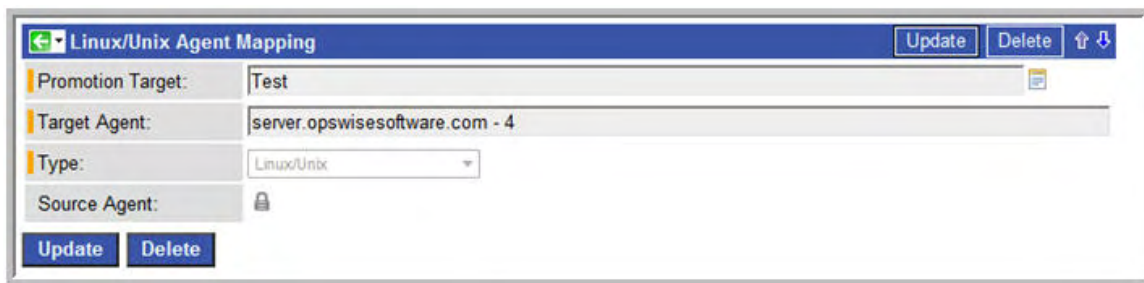 Linux/Unix Agent Mapping Update Delete
Promotion Target: Test
Target Agent: server.opswisesoftware.com - 4
Type: Linux/Unix
Source Agent:
Update Delete